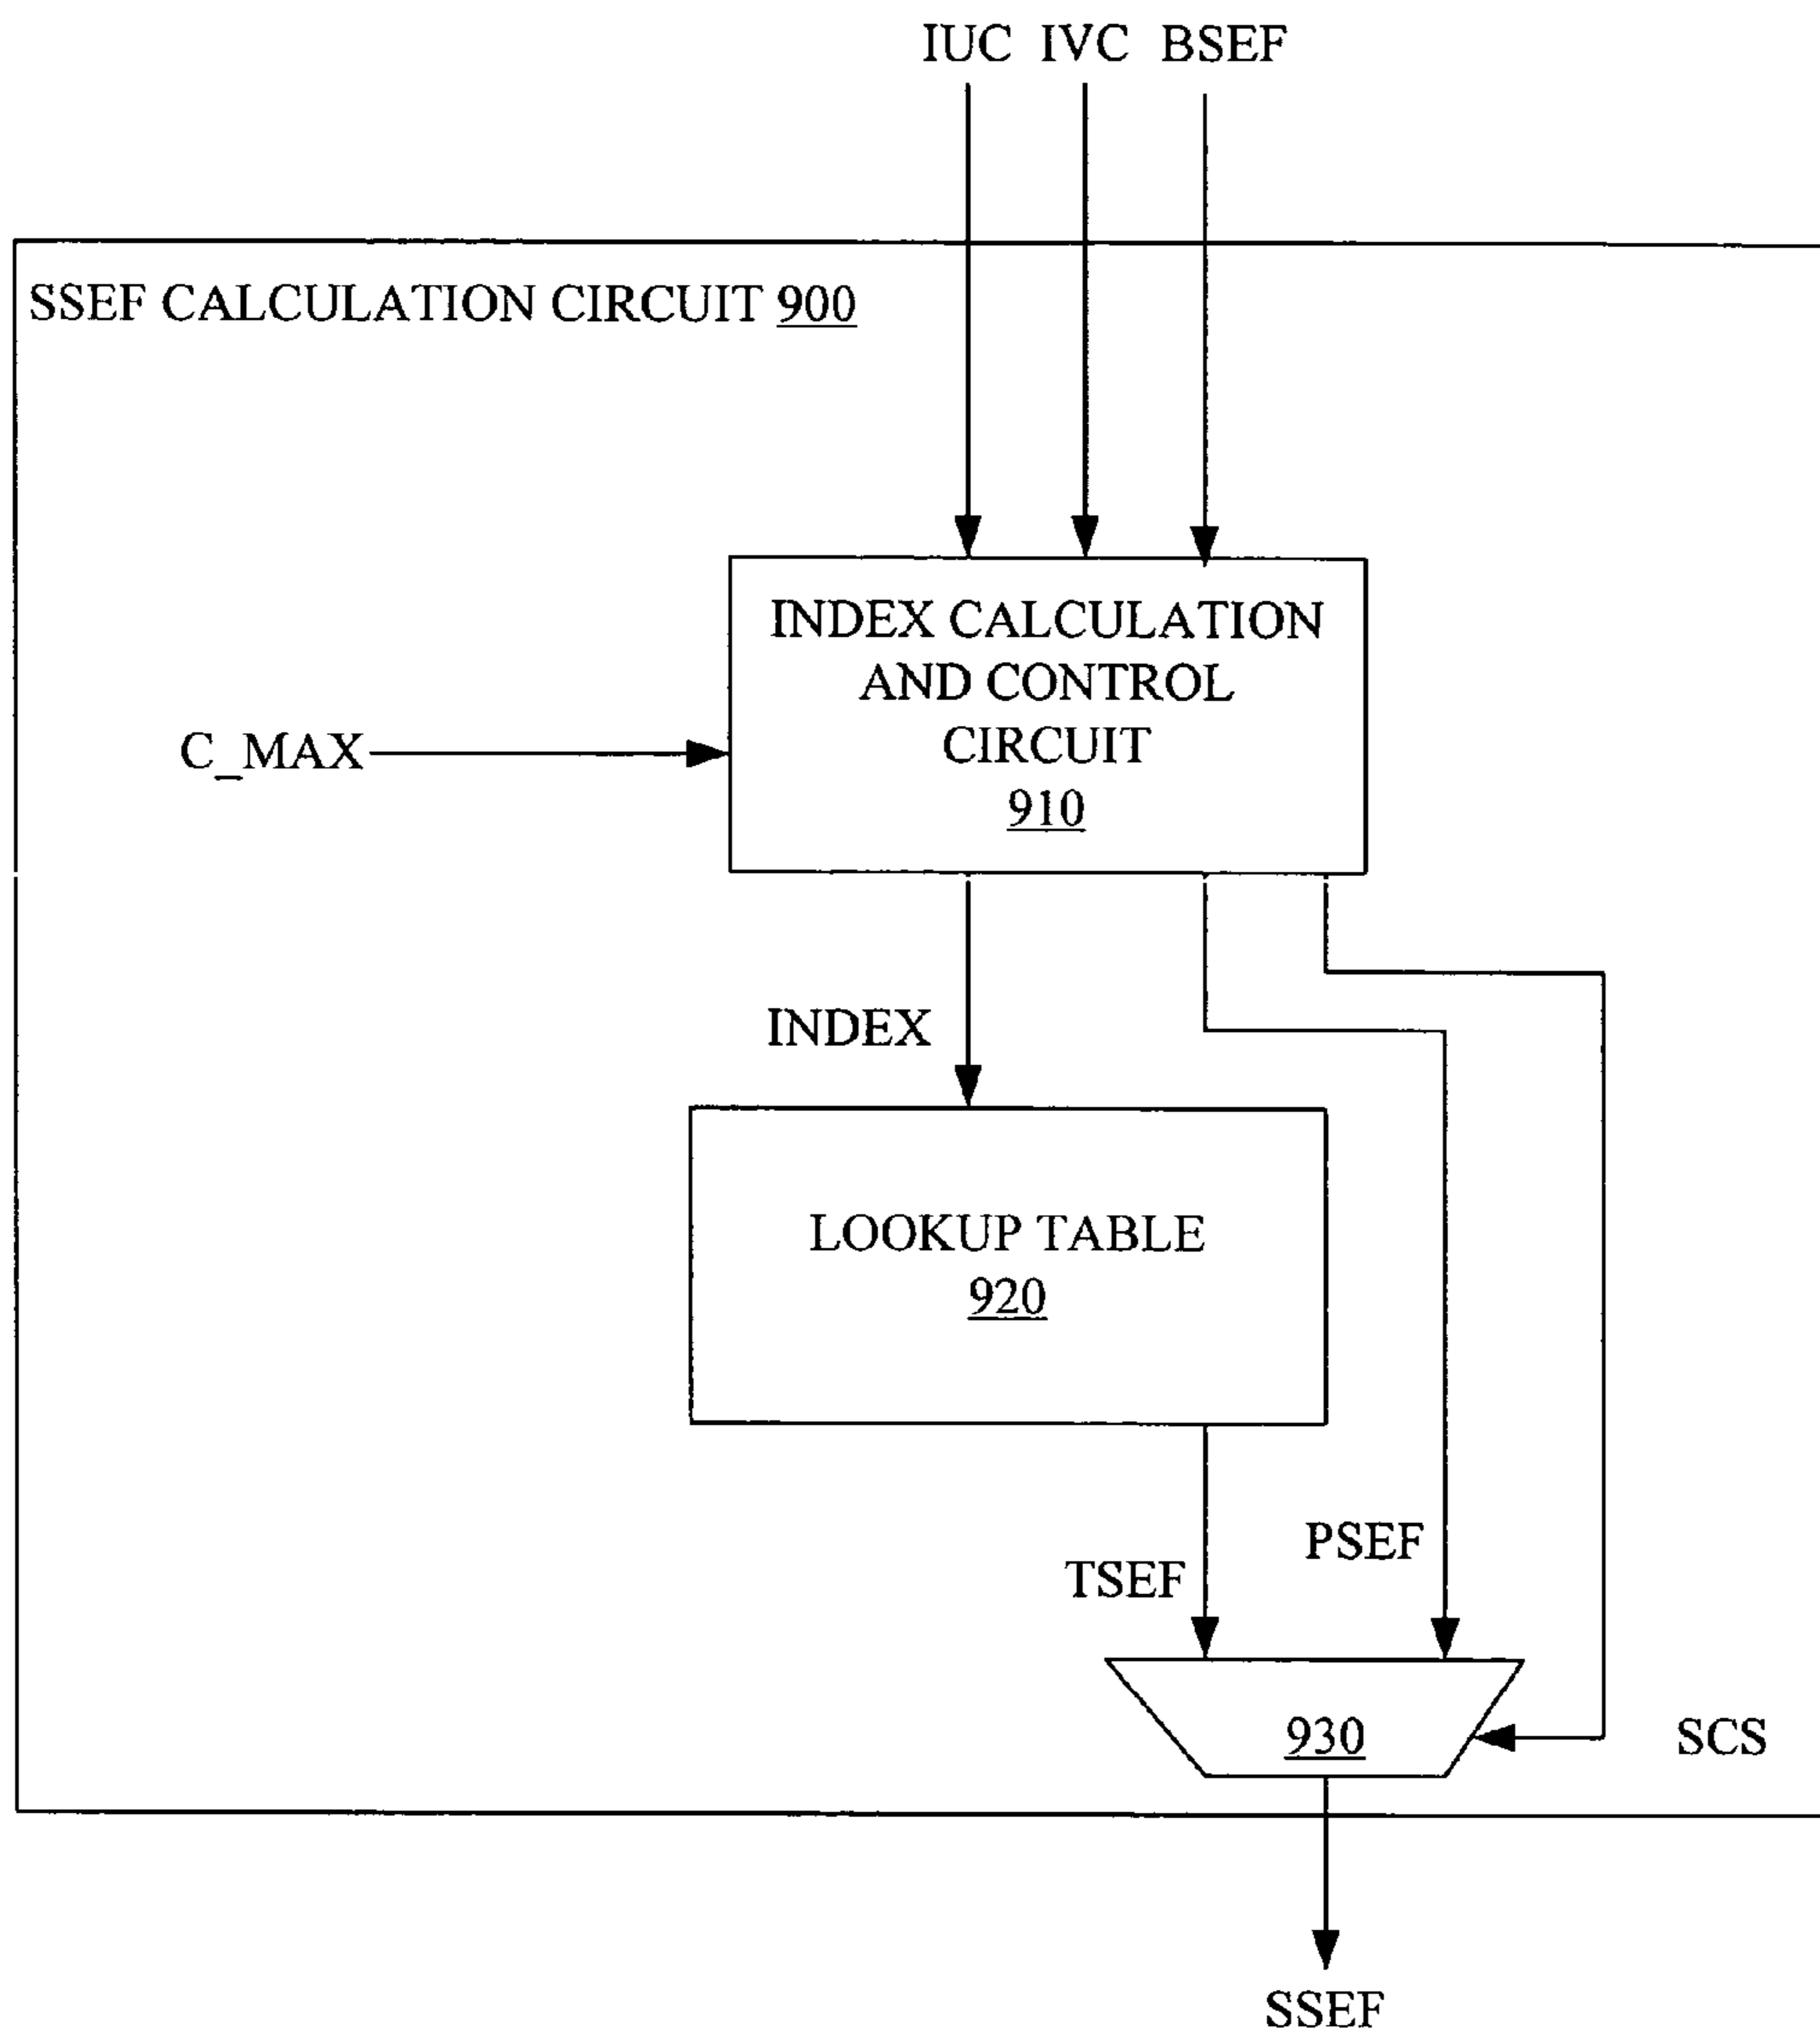 IUC IVC BSEF
SSEF CALCULATION CIRCUIT 900
INDEX CALCULATION
AND CONTROL
CIRCUIT
910
C_MAX
INDEX
LOOKUP TABLE
920
PSEF
TSEF
930
SCS
SSEF